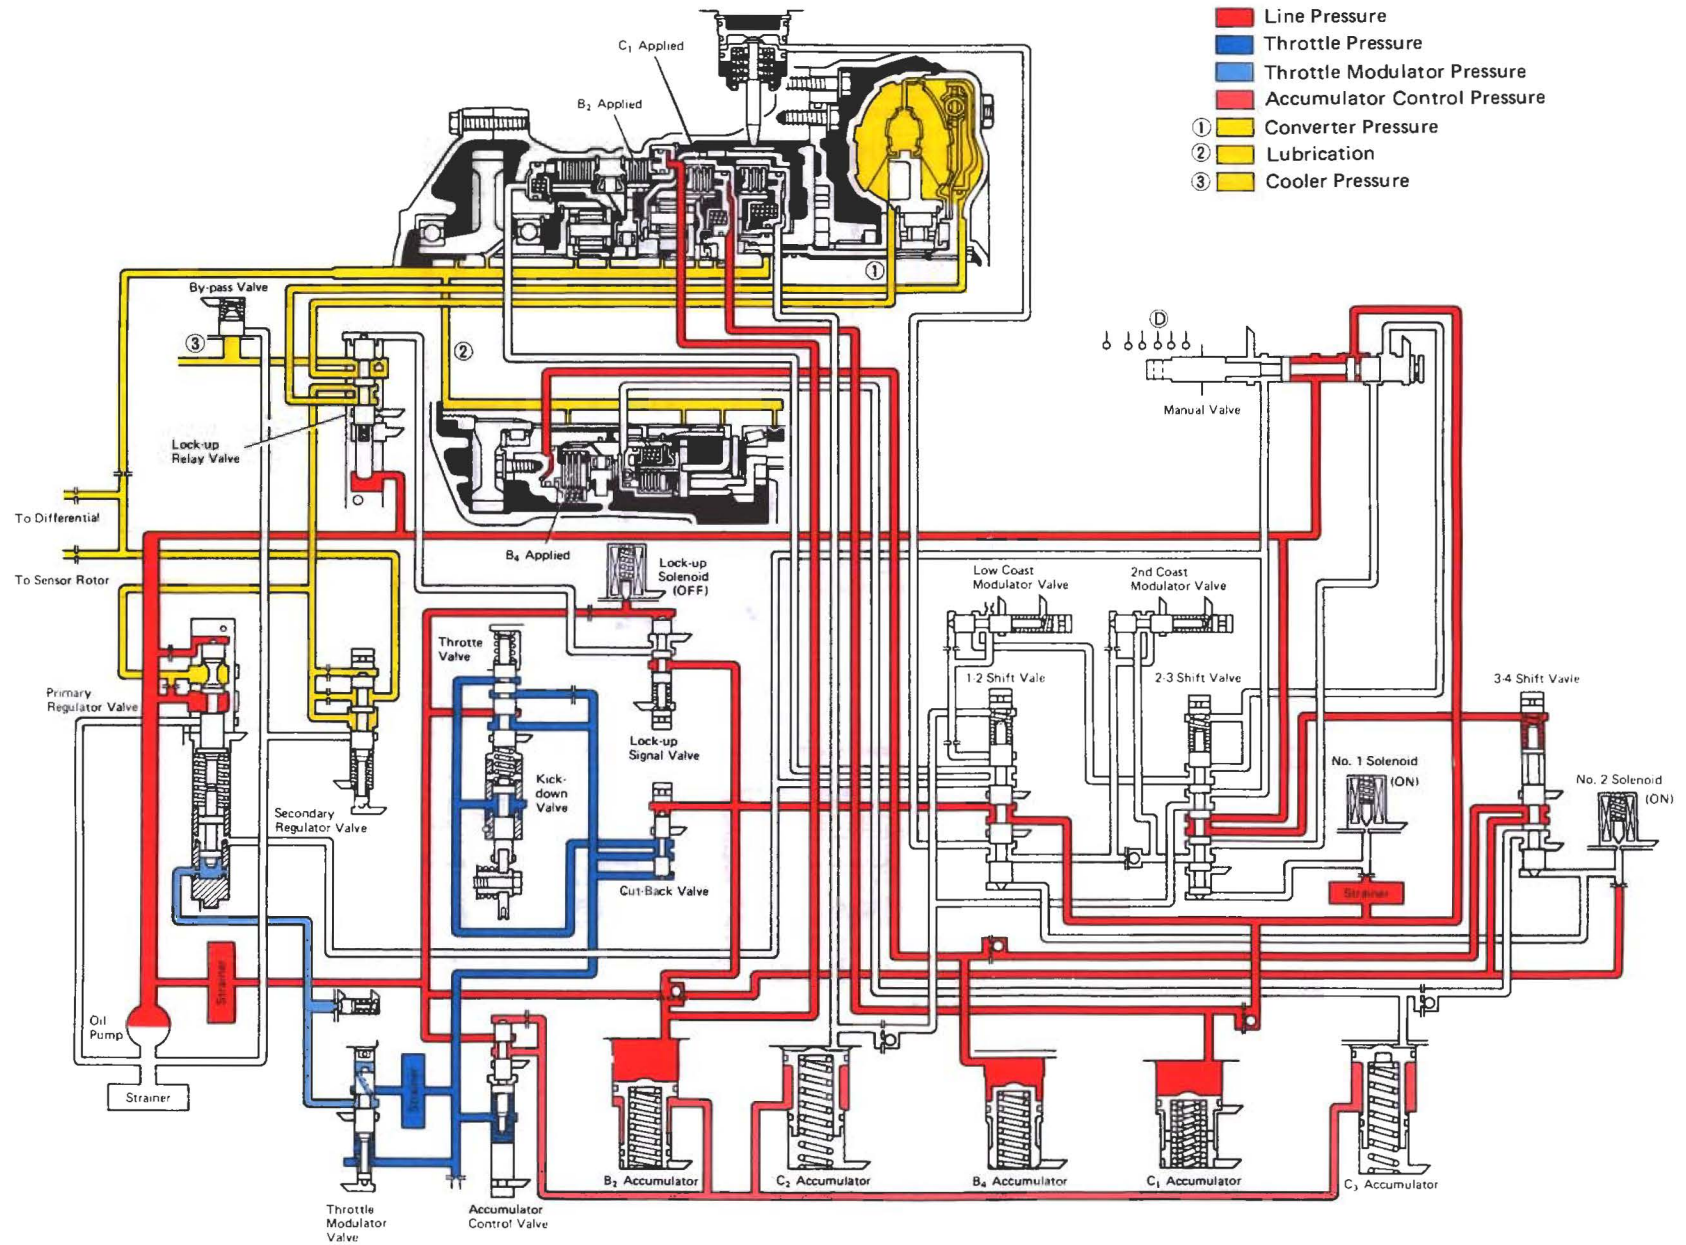 Line Pressure
Throttle Pressure
Throttle Modulator Pressure
Accumulator Control Pressure
① Converter Pressure
② Lubrication
③ Cooler Pressure
C₁ Applied
B₂ Applied
①
By-pass Valve
③
②
D
Manual Valve
Lock-up
Relay Valve
To Differential
To Sensor Rotor
B₄ Applied
Lock-up
Solenoid
(OFF)
Low Coast
Modulator Valve
2nd Coast
Modulator Valve
Throtte
Valve
Primary
Regulator Valve
1-2 Shift Vale
2-3 Shift Valve
3-4 Shift Vavle
Lock-up
Signal Valve
No. 1 Solenoid
(ON)
No. 2 Solenoid
(ON)
Kick-
down
Valve
Secondary
Regulator Valve
Cut-Back Valve
Strainer
Strainer
Oil
Pump
Strainer
Strainer
B₂ Accumulator
C₂ Accumulator
B₄ Accumulator
C₁ Accumulator
C₃ Accumulator
Throttle
Modulator
Valve
Accumulator
Control Valve